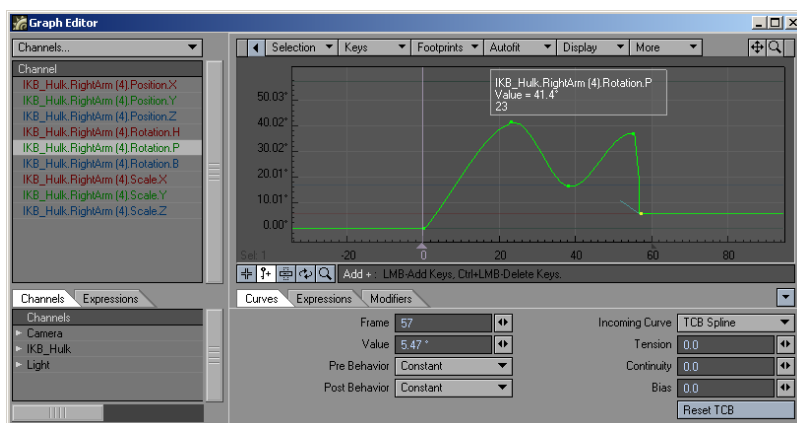 Graph Editor
Channels...
Selection Keys Footprints Autofit Display More
Channel
IKB_Hulk.RightArm (4).Position.X
IKB_Hulk.RightArm (4).Position.Y
IKB_Hulk.RightArm (4).Position.Z
IKB_Hulk.RightArm (4).Rotation.H
IKB_Hulk.RightArm (4).Rotation.P
IKB_Hulk.RightArm (4).Rotation.B
IKB_Hulk.RightArm (4).Scale.X
IKB_Hulk.RightArm (4).Scale.Y
IKB_Hulk.RightArm (4).Scale.Z
IKB_Hulk.RightArm (4).Rotation.P
Value = 41.4°
23
50.03°
40.02°
30.02°
20.01°
10.01°
0.00°
Sel: 1 -20 0 20 40 60 80
Add + : LMB-Add Keys, Ctrl+LMB-Delete Keys.
Channels Expressions
Channels
Camera
IKB_Hulk
Light
Curves Expressions Modifiers
Frame 57 Incoming Curve TCB Spline
Value 5.47 ° Tension 0.0
Pre Behavior Constant Continuity 0.0
Post Behavior Constant Bias 0.0
Reset TCB